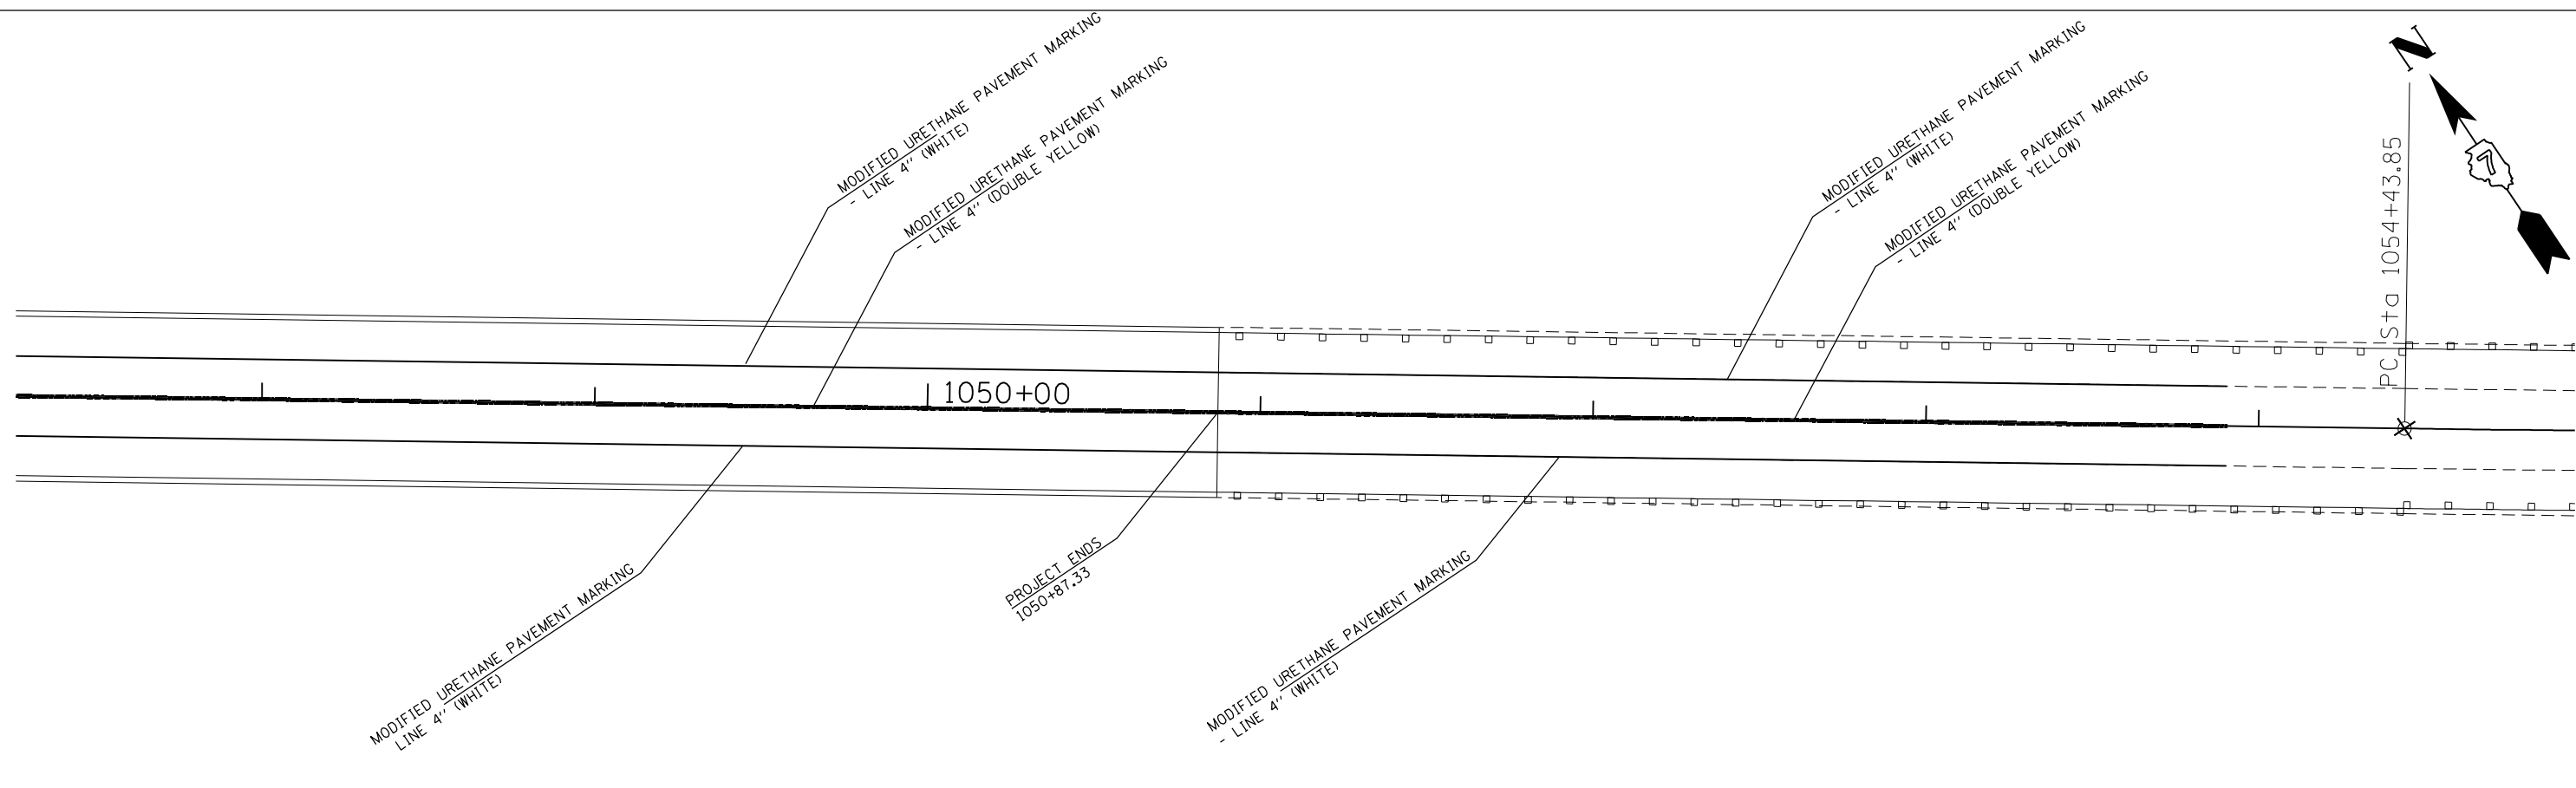 MODIFIED URETHANE PAVEMENT MARKING
- LINE 4" (WHITE)
MODIFIED URETHANE PAVEMENT MARKING
- LINE 4" (DOUBLE YELLOW)
MODIFIED URETHANE PAVEMENT MARKING
- LINE 4" (WHITE)
MODIFIED URETHANE PAVEMENT MARKING
- LINE 4" (DOUBLE YELLOW)
N
7
PC Sta 1054+43.85
1050+00
MODIFIED URETHANE PAVEMENT MARKING
LINE 4" (WHITE)
PROJECT ENDS
1050+87.33
MODIFIED URETHANE PAVEMENT MARKING
- LINE 4" (WHITE)